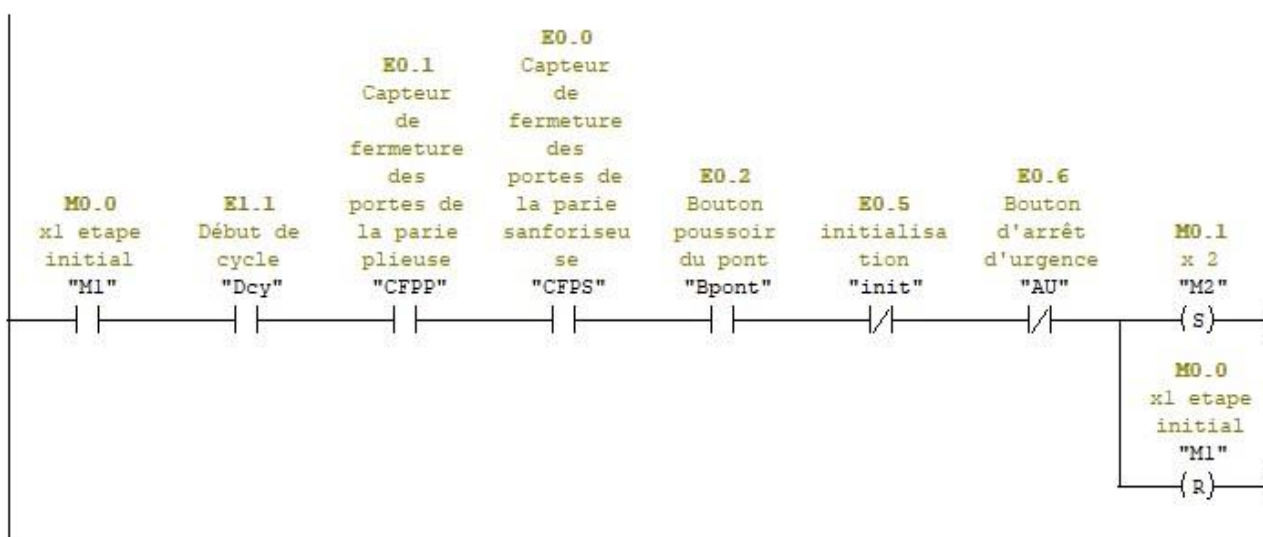 M0.0
x1 etape
initial
"M1"
E1.1
Début de
cycle
"Dcy"
E0.1
Capteur
de
fermeture
des
portes de
la parie
plieuse
"CFPP"
E0.0
Capteur
de
fermeture
des
portes de
la parie
sanforiseu
se
"CFPS"
E0.2
Bouton
poussoir
du pont
"Bpont"
E0.5
initialisa
tion
"init"
E0.6
Bouton
d'arrêt
d'urgence
"AU"
M0.1
x 2
"M2"
S
M0.0
x1 etape
initial
"M1"
R